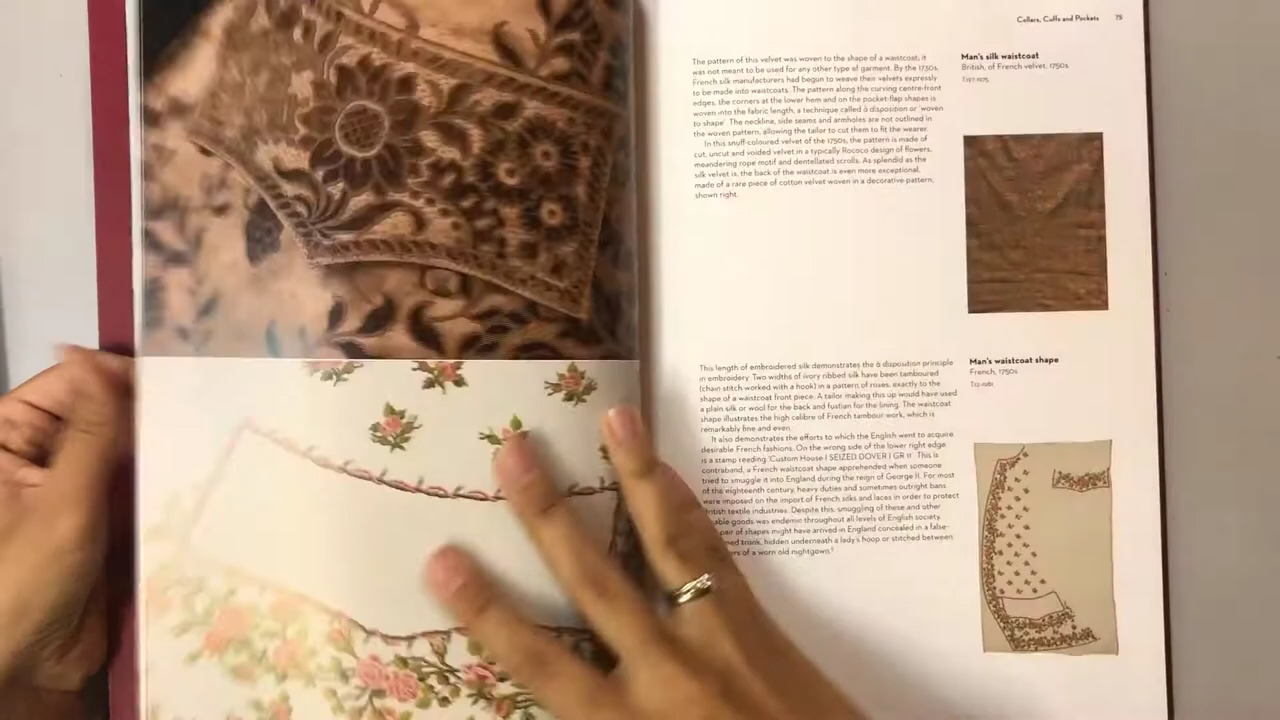 Collars, Cuffs and Pockets 75
The pattern of this velvet was woven to the shape of a waistcoat; it
was not meant to be used for any other type of garment. By the 1730s,
French silk manufacturers had begun to weave their velvets expressly
to be made into waistcoats. The pattern along the curving centre-front
edges, the corners at the lower hem and on the pocket-flap shapes is
woven into the fabric length, a technique called à disposition or 'woven
to shape'. The neckline, side seams and armholes are not outlined in
the woven pattern, allowing the tailor to cut them to fit the wearer.
In this snuff-coloured velvet of the 1750s, the pattern is made of
cut, uncut and voided velvet in a typically Rococo design of flowers,
meandering rope motif and dentellated scrolls. As splendid as the
silk velvet is, the back of the waistcoat is even more exceptional,
made of a rare piece of cotton velvet woven in a decorative pattern,
shown right.
Man's silk waistcoat
British, of French velvet, 1750s
T.197-1975
This length of embroidered silk demonstrates the à disposition principle
in embroidery. Two widths of ivory ribbed silk have been tamboured
(chain stitch worked with a hook) in a pattern of roses, exactly to the
shape of a waistcoat front piece. A tailor making this up would have used
a plain silk or wool for the back and fustian for the lining. The waistcoat
shape illustrates the high calibre of French tambour-work, which is
remarkably fine and even.
It also demonstrates the efforts to which the English went to acquire
desirable French fashions. On the wrong side of the lower right edge
is a stamp reading 'Custom House | SEIZED DOVER | GR II'. This is
contraband, a French waistcoat shape apprehended when someone
tried to smuggle it into England during the reign of George II. For most
of the eighteenth century, heavy duties and sometimes outright bans
were imposed on the import of French silks and laces in order to protect
British textile industries. Despite this, smuggling of these and other
able goods was endemic throughout all levels of English society.
pair of shapes might have arrived in England concealed in a false-
ed trunk, hidden underneath a lady's hoop or stitched between
ers of a worn old nightgown.
Man's waistcoat shape
French, 1750s